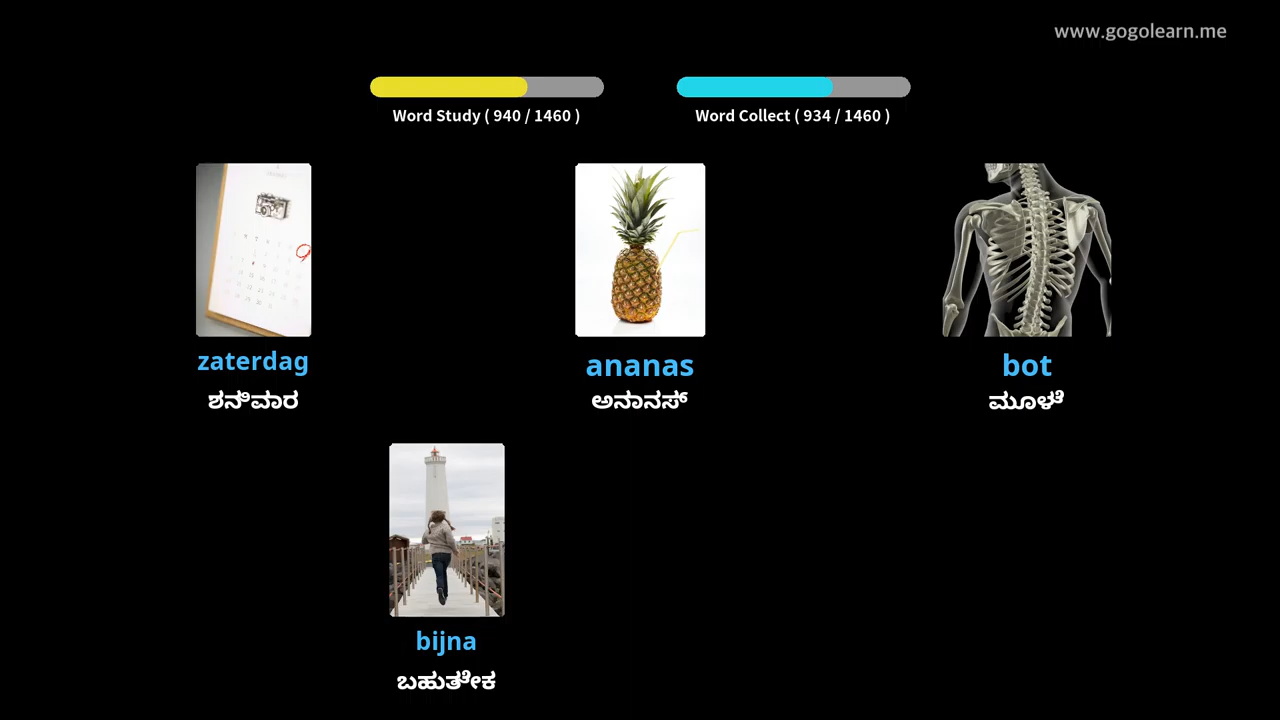 www.gogolearn.me
Word Study ( 940 / 1460 )
Word Collect ( 934 / 1460 )
zaterdag
ಶನಿವಾರ
ananas
ಅನಾನಸ್
bot
ಮೂಳೆ
bijna
ಬಹುತೇಕ